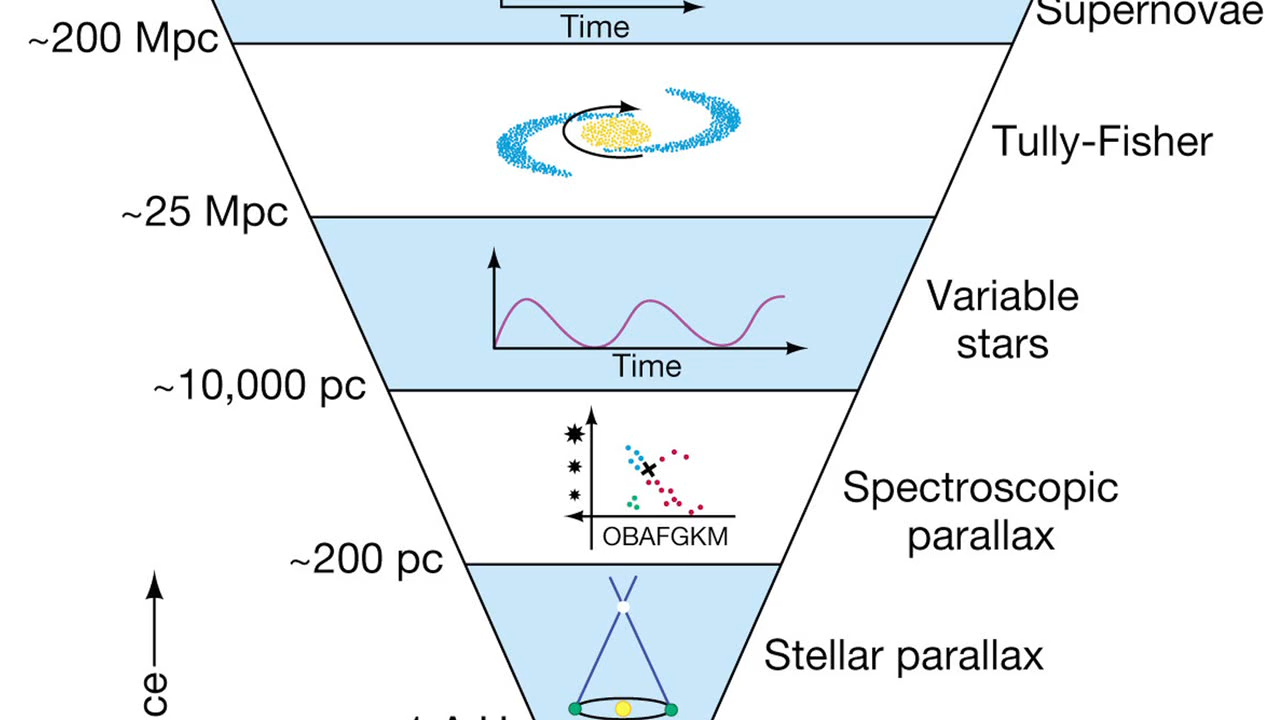 Supernovae
Time
~200 Mpc
Tully-Fisher
~25 Mpc
Variable
stars
Time
~10,000 pc
Spectroscopic
parallax
OBAFGKM
~200 pc
Stellar parallax
ce